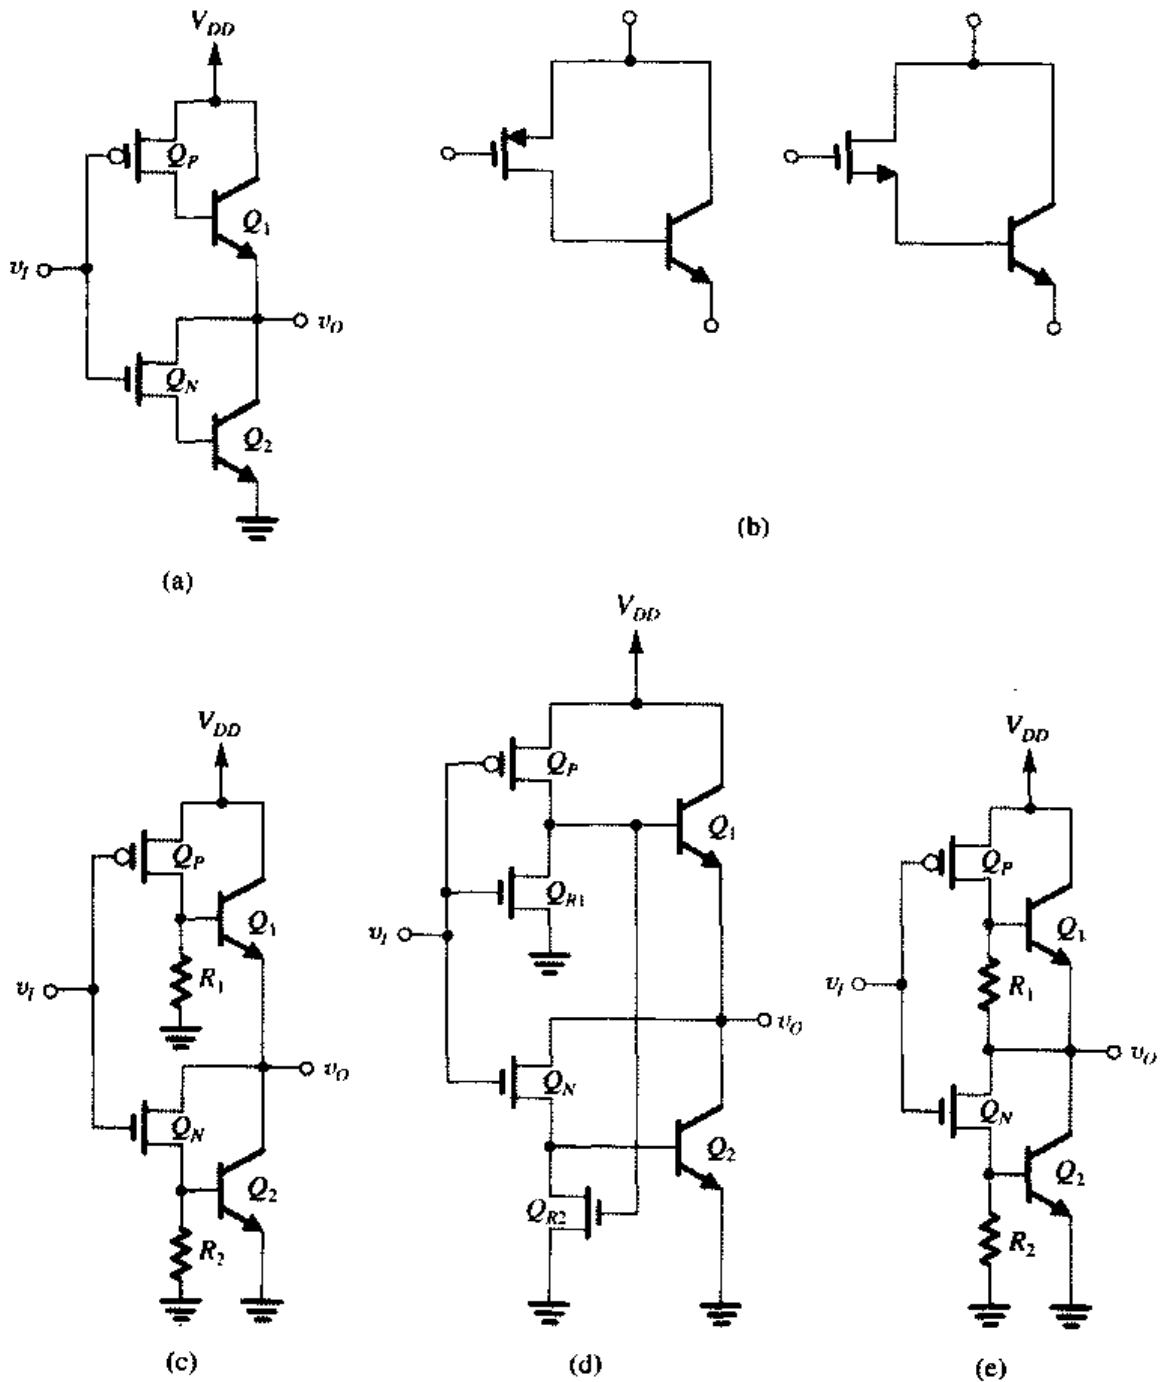 V_DD
Q_P
Q_1
v_I
v_O
Q_N
Q_2
(a)
(b)
V_DD
Q_P
Q_1
R_1
v_I
v_O
Q_N
Q_2
R_2
(c)
V_DD
Q_P
Q_1
Q_R1
v_I
v_O
Q_N
Q_2
Q_R2
(d)
V_DD
Q_P
Q_1
v_I
R_1
v_O
Q_N
Q_2
R_2
(e)